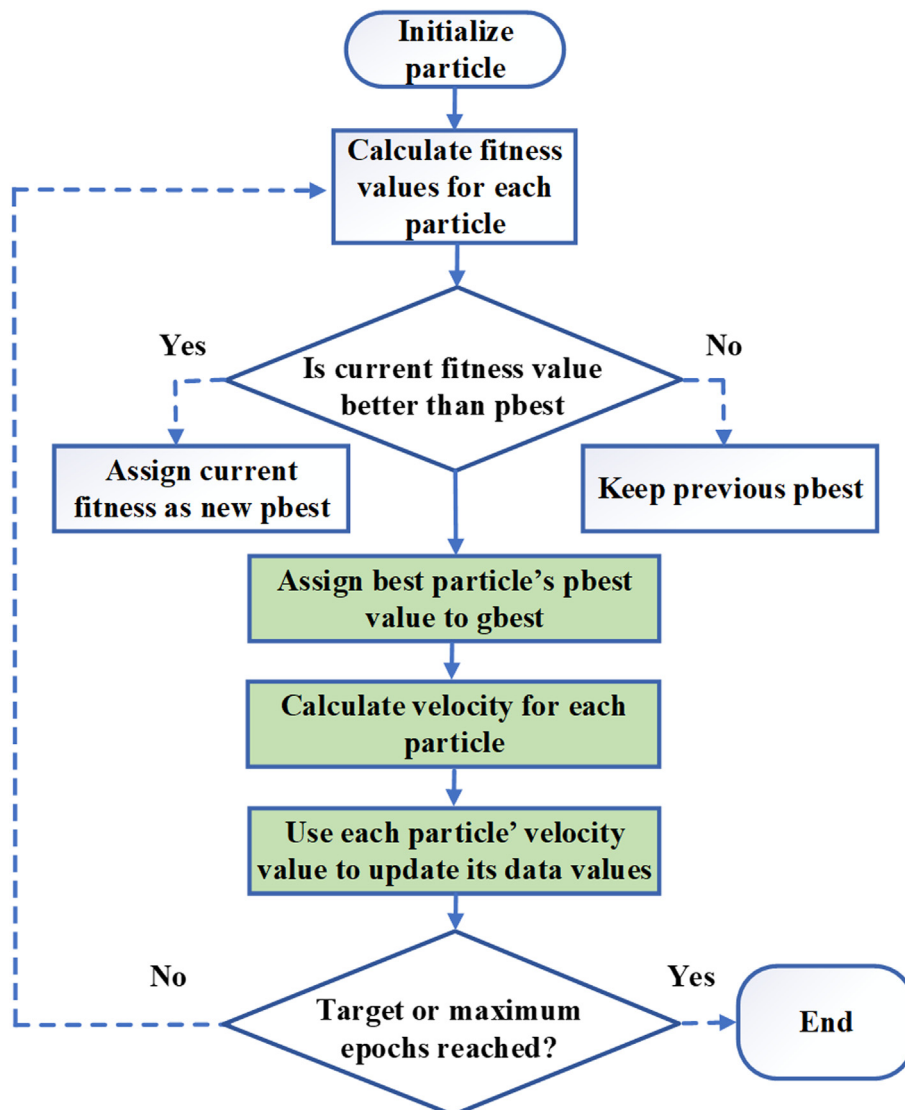 Initialize
particle
Calculate fitness
values for each
particle
Yes
No
Is current fitness value
better than pbest
Assign current
fitness as new pbest
Keep previous pbest
Assign best particle’s pbest
value to gbest
Calculate velocity for each
particle
Use each particle’ velocity
value to update its data values
No
Yes
Target or maximum
epochs reached?
End